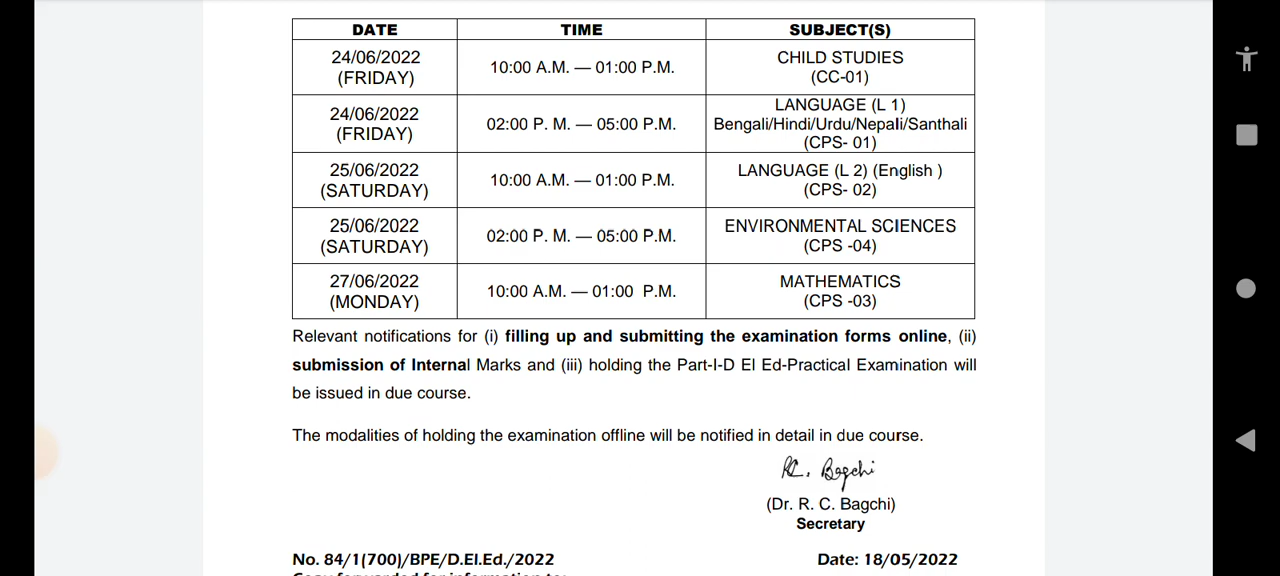 DATE TIME SUBJECT(S)
24/06/2022
(FRIDAY)
10:00 A.M. — 01:00 P.M.
CHILD STUDIES
(CC-01)
24/06/2022
(FRIDAY)
02:00 P. M. — 05:00 P.M.
LANGUAGE (L 1)
Bengali/Hindi/Urdu/Nepali/Santhali
(CPS- 01)
25/06/2022
(SATURDAY)
10:00 A.M. — 01:00 P.M.
LANGUAGE (L 2) (English )
(CPS- 02)
25/06/2022
(SATURDAY)
02:00 P. M. — 05:00 P.M.
ENVIRONMENTAL SCIENCES
(CPS -04)
27/06/2022
(MONDAY)
10:00 A.M. — 01:00 P.M.
MATHEMATICS
(CPS -03)
Relevant notifications for (i) filling up and submitting the examination forms online, (ii)
submission of Internal Marks and (iii) holding the Part-I-D El Ed-Practical Examination will
be issued in due course.
The modalities of holding the examination offline will be notified in detail in due course.
R.C. Bagchi
(Dr. R. C. Bagchi)
Secretary
No. 84/1(700)/BPE/D.El.Ed./2022 Date: 18/05/2022
Copy forwarded for information to: